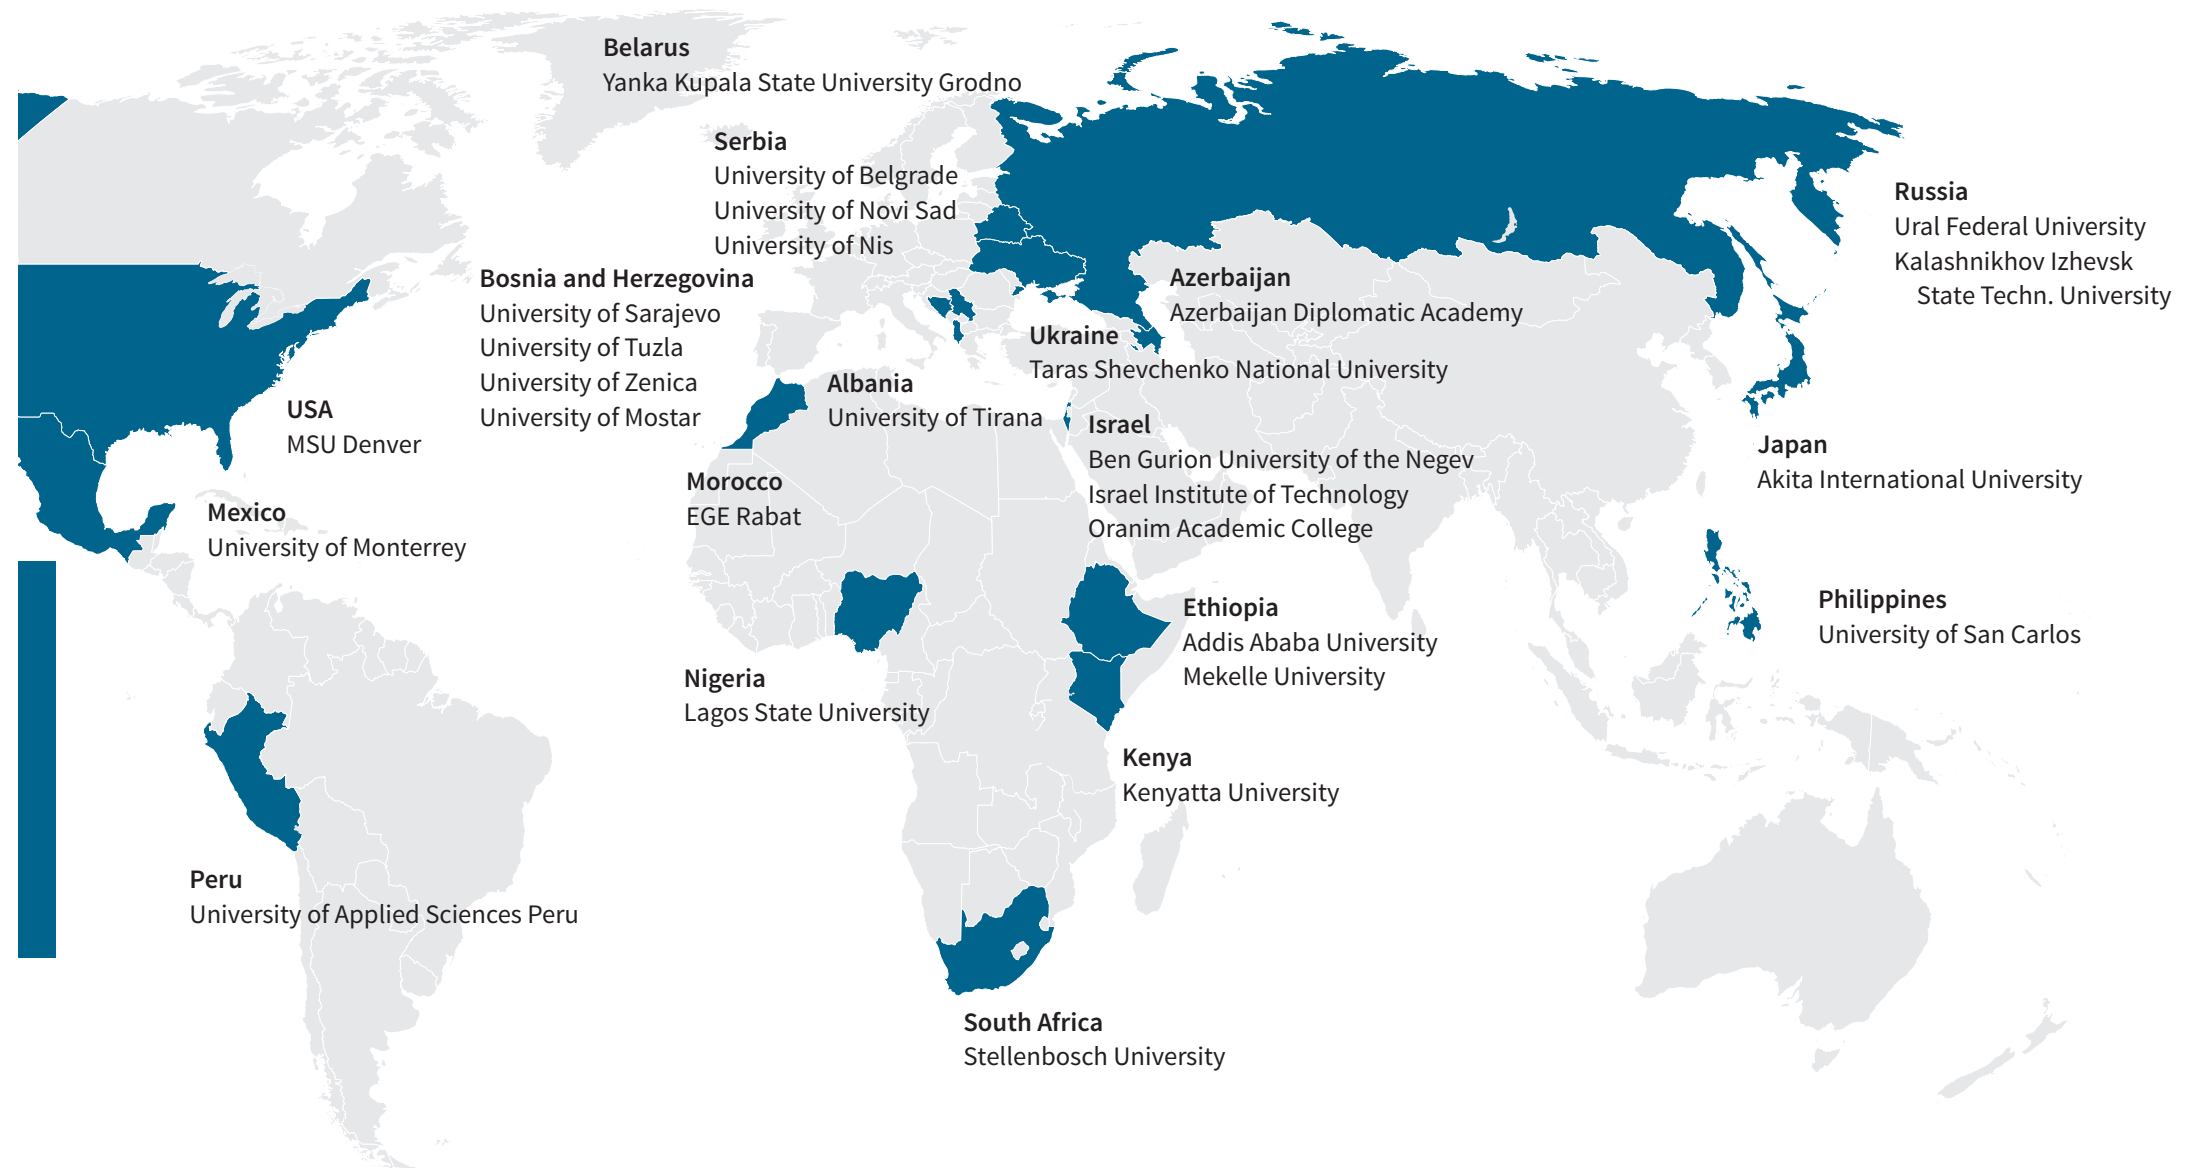 Belarus
Yanka Kupala State University Grodno
Serbia
University of Belgrade
University of Novi Sad
University of Nis
Russia
Ural Federal University
Kalashnikhov Izhevsk
State Techn. University
Bosnia and Herzegovina
University of Sarajevo
University of Tuzla
University of Zenica
University of Mostar
Azerbaijan
Azerbaijan Diplomatic Academy
Ukraine
Taras Shevchenko National University
Albania
University of Tirana
USA
MSU Denver
Israel
Ben Gurion University of the Negev
Israel Institute of Technology
Oranim Academic College
Japan
Akita International University
Morocco
EGE Rabat
Mexico
University of Monterrey
Philippines
University of San Carlos
Ethiopia
Addis Ababa University
Mekelle University
Nigeria
Lagos State University
Kenya
Kenyatta University
Peru
University of Applied Sciences Peru
South Africa
Stellenbosch University